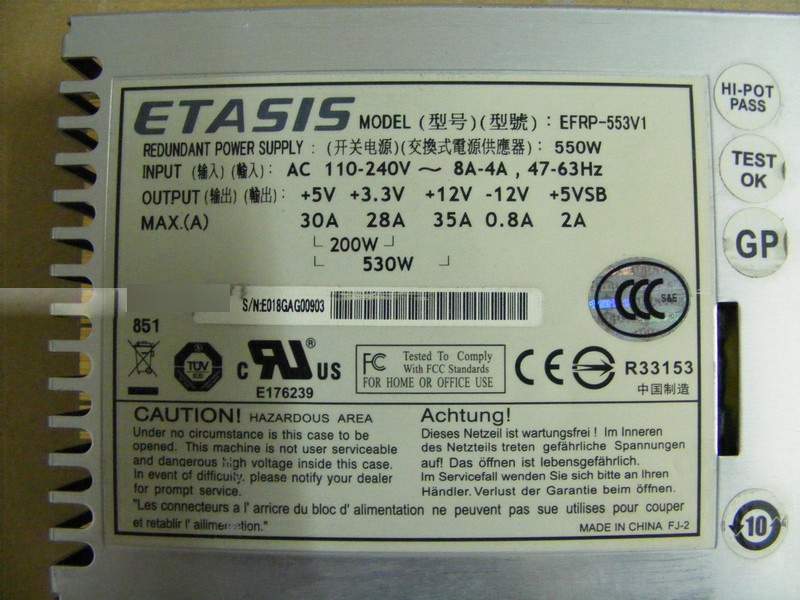 ETASIS MODEL (型号)(型號) : EFRP-553V1
REDUNDANT POWER SUPPLY : (开关电源)(交換式電源供應器) : 550W
INPUT (输入) (輸入) : AC 110-240V ~ 8A-4A , 47-63Hz
OUTPUT (输出) (輸出) : +5V +3.3V +12V -12V +5VSB
MAX.(A) 30A 28A 35A 0.8A 2A
200W
530W
HI-POT
PASS
TEST
OK
GP
S/N:E018GAG00903
CCC S&E
851
TÜV
c RU US
E176239
FC Tested To Comply
With FCC Standards
FOR HOME OR OFFICE USE
CE
R33153
中国制造
CAUTION! HAZARDOUS AREA
Under no circumstance is this case to be
opened. This machine is not user serviceable
and dangerous high voltage inside this case.
In event of difficulty, please notify your dealer
for prompt service.
Achtung!
Dieses Netzeil ist wartungsfrei ! Im Inneren
des Netzteils treten gefährliche Spannungen
auf! Das öffnen ist lebensgefährlich.
Im Servicefall wenden Sie sich bitte an Ihren
Händler.Verlust der Garantie beim öffnen.
"Les connecteurs a l' arricre du bloc d' alimentation ne peuvent pas sue utilises pour couper
et retablir l'
MADE IN CHINA FJ-2
10